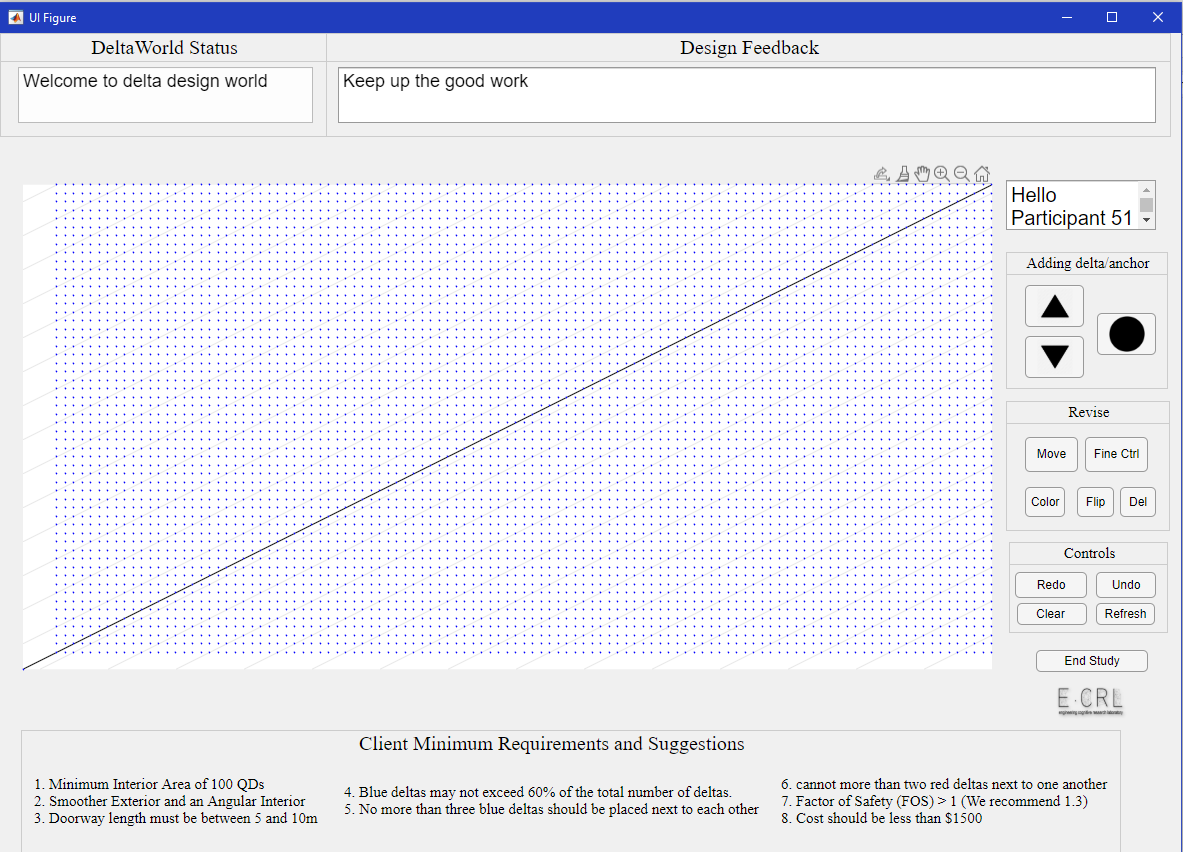 UI Figure
DeltaWorld Status
Design Feedback
Welcome to delta design world
Keep up the good work
Hello
Participant 51
Adding delta/anchor
Revise
Move
Fine Ctrl
Color
Flip
Del
Controls
Redo
Undo
Clear
Refresh
End Study
E·CRL
engineering cognitive research laboratory
Client Minimum Requirements and Suggestions
1. Minimum Interior Area of 100 QDs
2. Smoother Exterior and an Angular Interior
3. Doorway length must be between 5 and 10m
4. Blue deltas may not exceed 60% of the total number of deltas.
5. No more than three blue deltas should be placed next to each other
6. cannot more than two red deltas next to one another
7. Factor of Safety (FOS) > 1 (We recommend 1.3)
8. Cost should be less than $1500